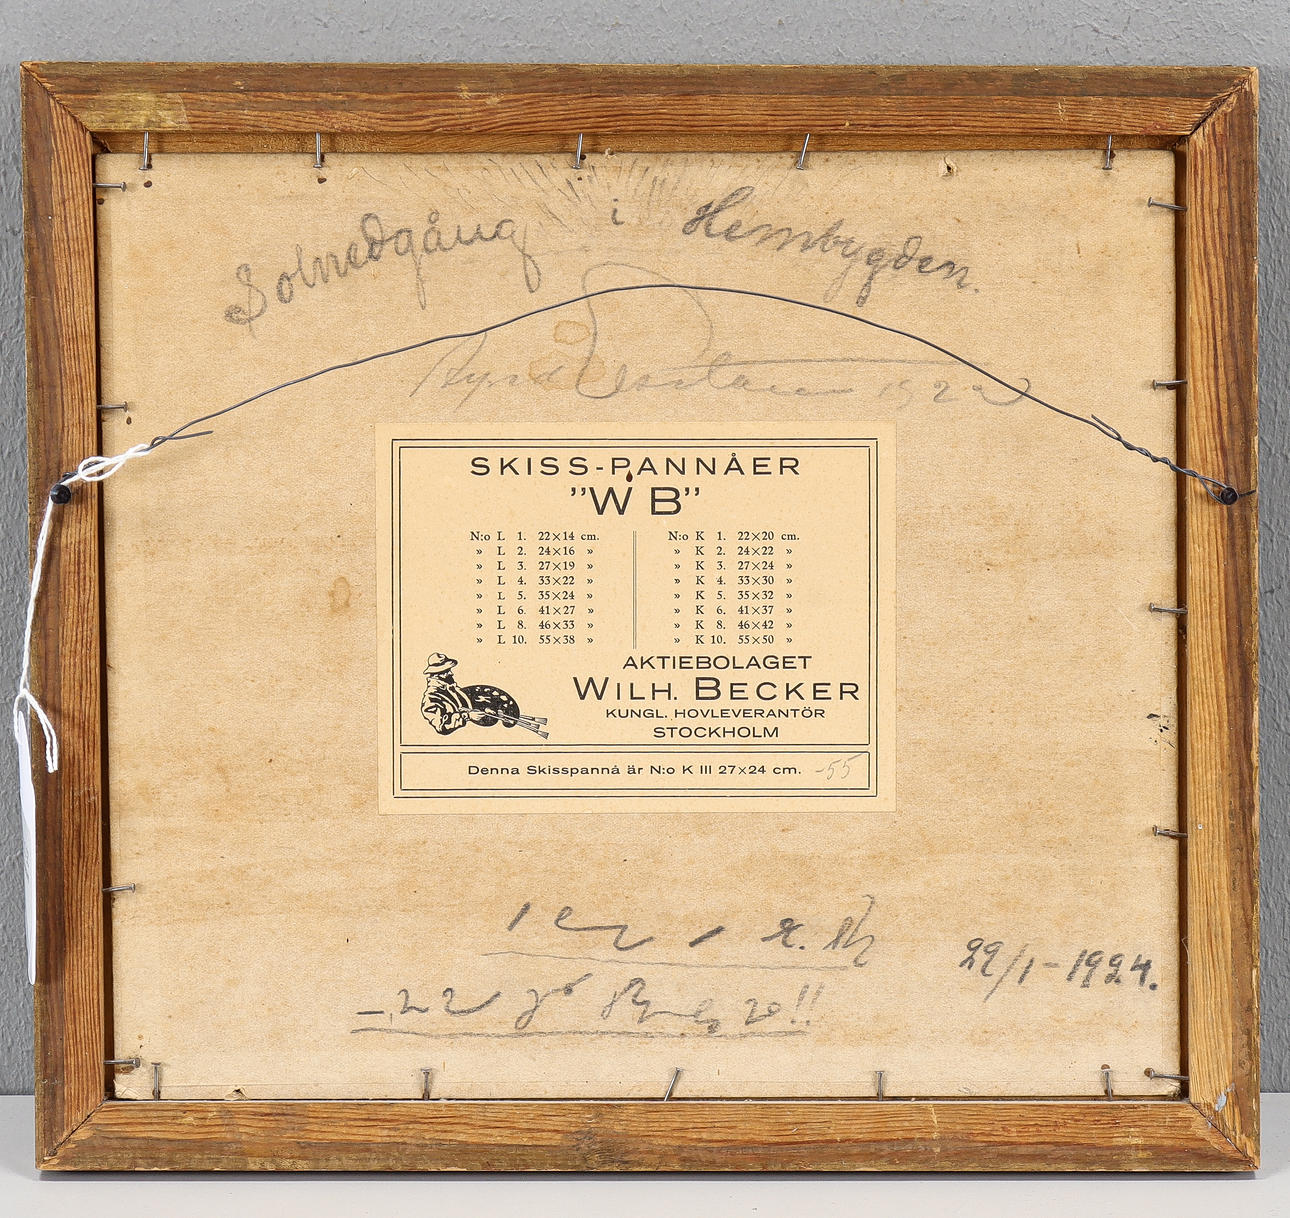 Solnedgång i Hembygden.
1922
SKISS-PANNÅER
"W B"
N:o L 1. 22×14 cm.
» L 2. 24×16 »
» L 3. 27×19 »
» L 4. 33×22 »
» L 5. 35×24 »
» L 6. 41×27 »
» L 8. 46×33 »
» L 10. 55×38 »
N:o K 1. 22×20 cm.
» K 2. 24×22 »
» K 3. 27×24 »
» K 4. 33×30 »
» K 5. 35×32 »
» K 6. 41×37 »
» K 8. 46×42 »
» K 10. 55×50 »
AKTIEBOLAGET
WILH. BECKER
KUNGL. HOVLEVERANTÖR
STOCKHOLM
Denna Skisspannå är N:o K III 27×24 cm. -55
29/1-1924.